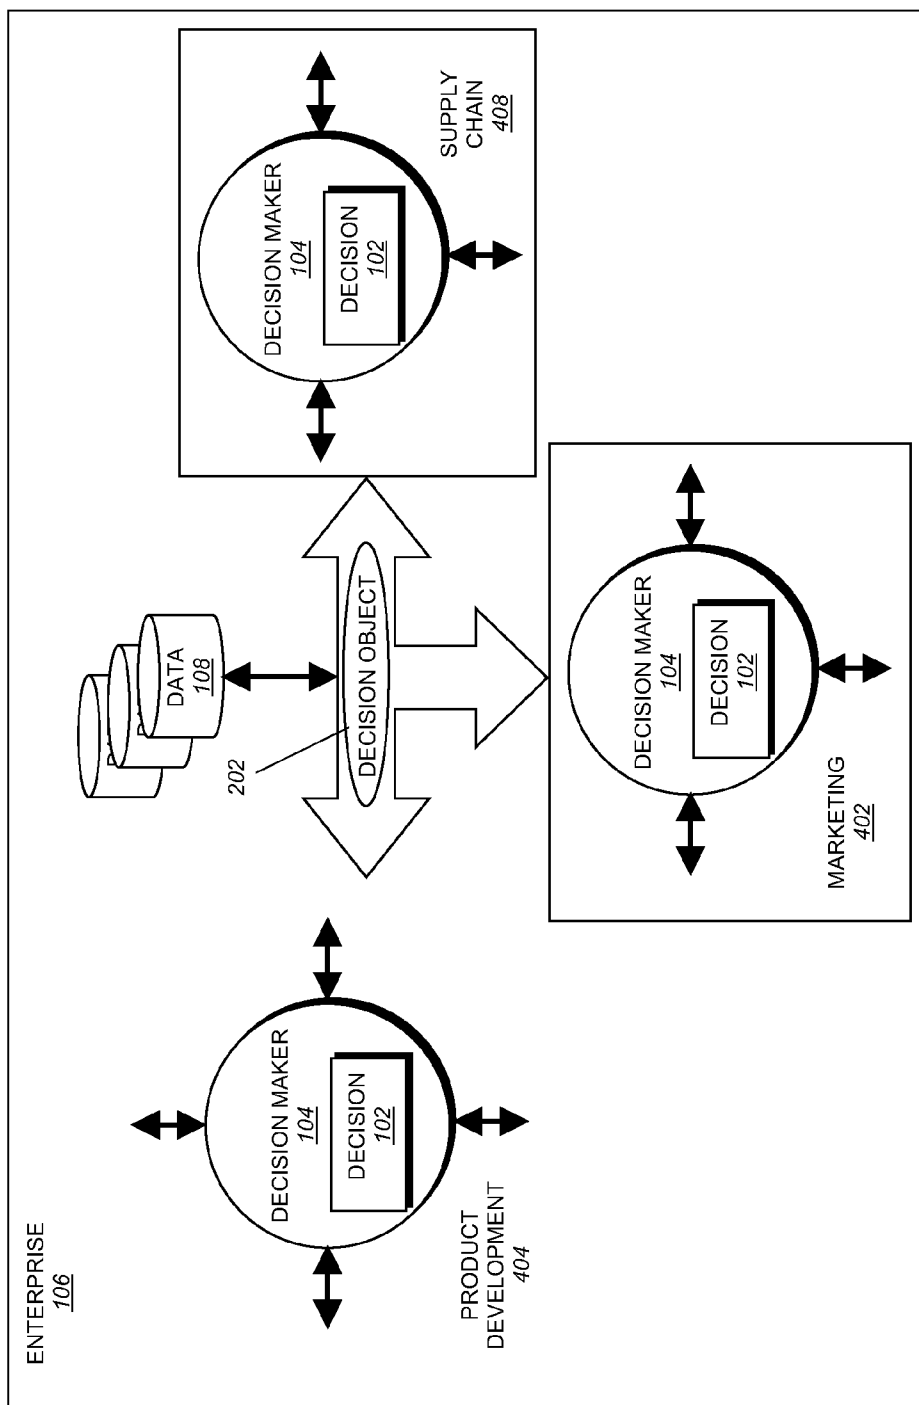 ENTERPRISE
106
DATA
108
202
DECISION OBJECT
DECISION MAKER
104
DECISION
102
PRODUCT
DEVELOPMENT
404
DECISION MAKER
104
DECISION
102
MARKETING
402
DECISION MAKER
104
DECISION
102
SUPPLY
CHAIN
408